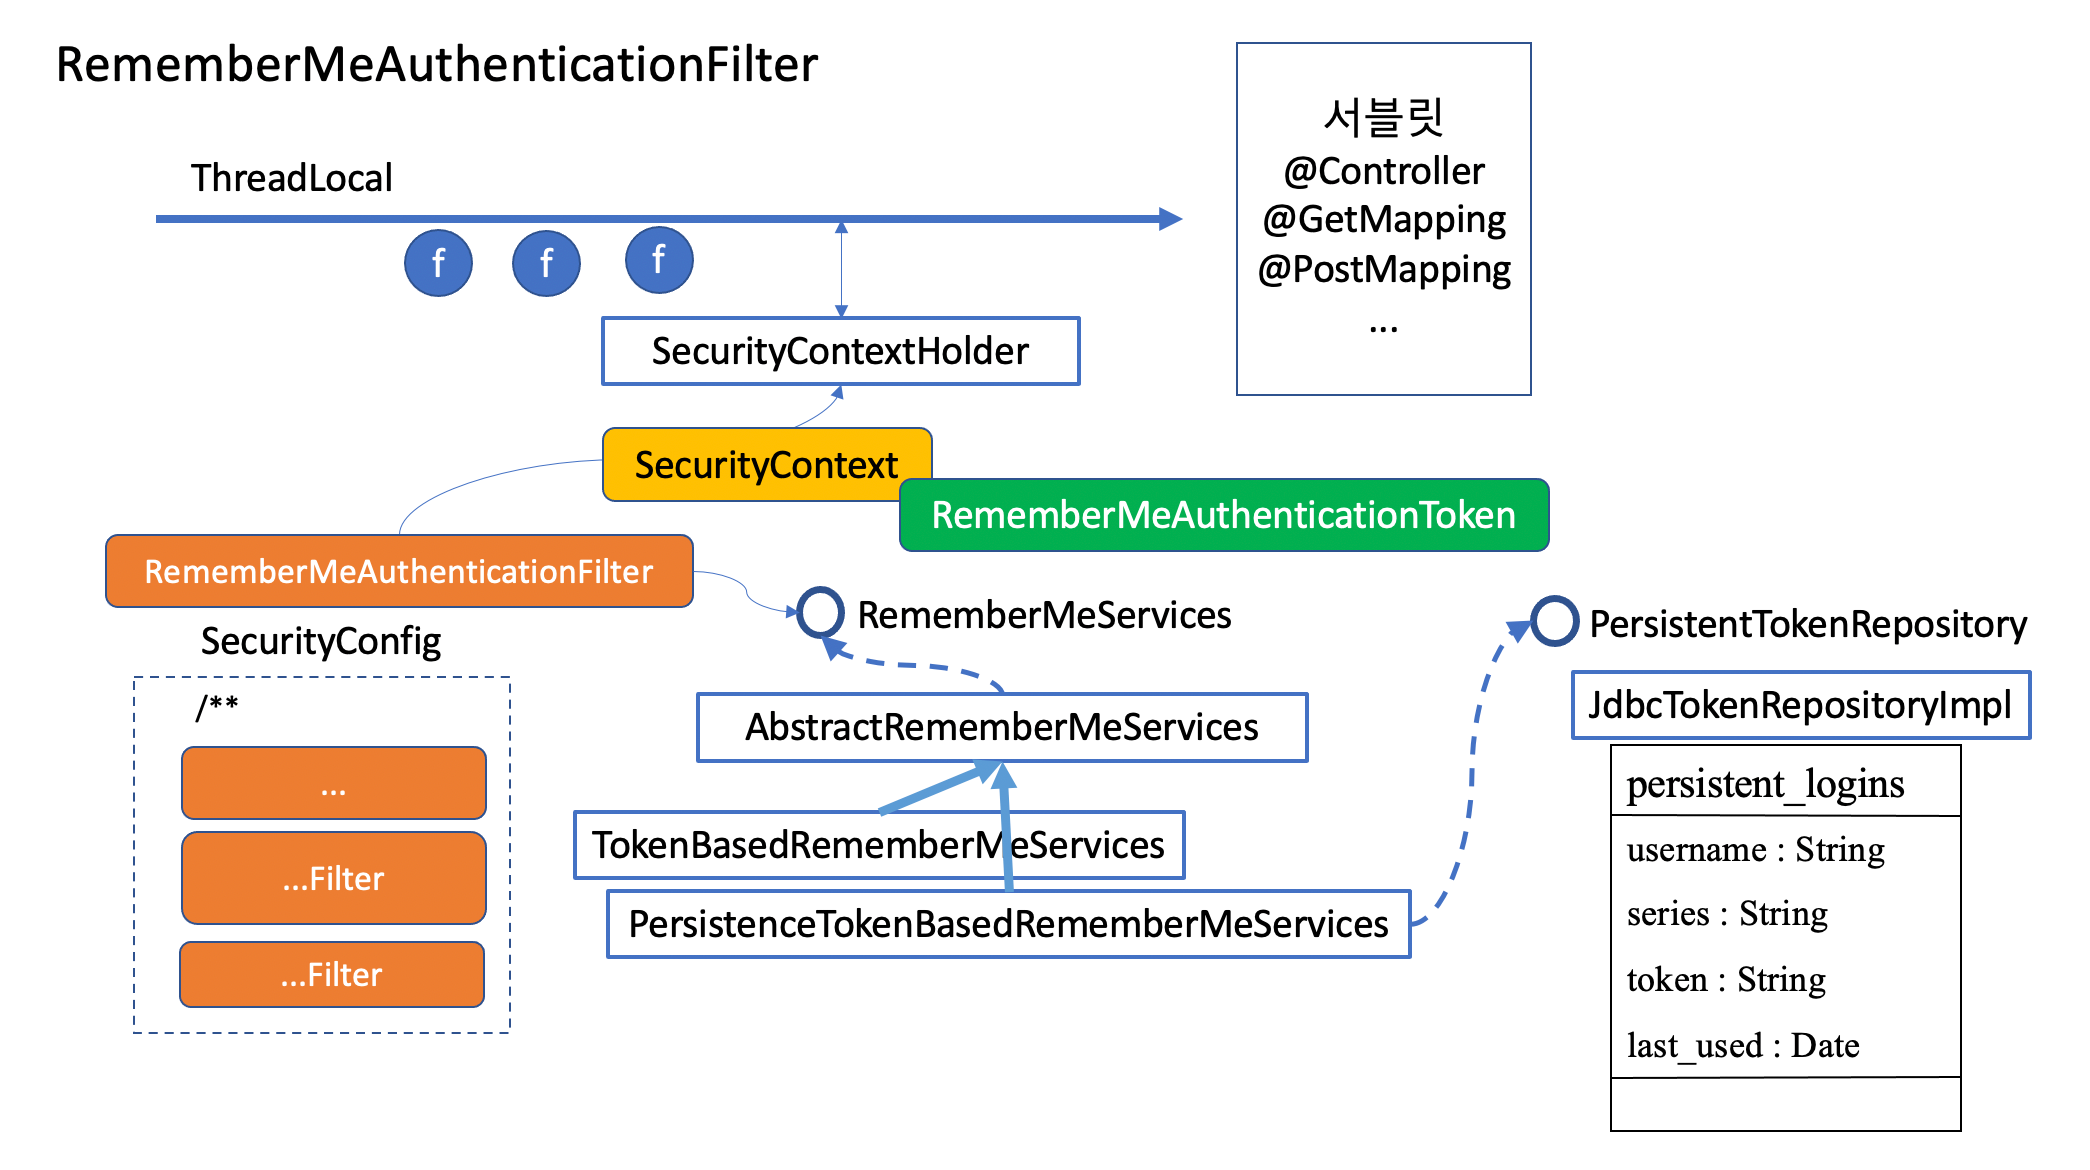 RememberMeAuthenticationFilter
ThreadLocal
f
f
f
서블릿
@Controller
@GetMapping
@PostMapping
...
SecurityContextHolder
SecurityContext
RememberMeAuthenticationToken
RememberMeAuthenticationFilter
RememberMeServices
PersistentTokenRepository
SecurityConfig
/**
...
...Filter
...Filter
AbstractRememberMeServices
TokenBasedRememberMeServices
PersistenceTokenBasedRememberMeServices
JdbcTokenRepositoryImpl
persistent_logins
username : String
series : String
token : String
last_used : Date